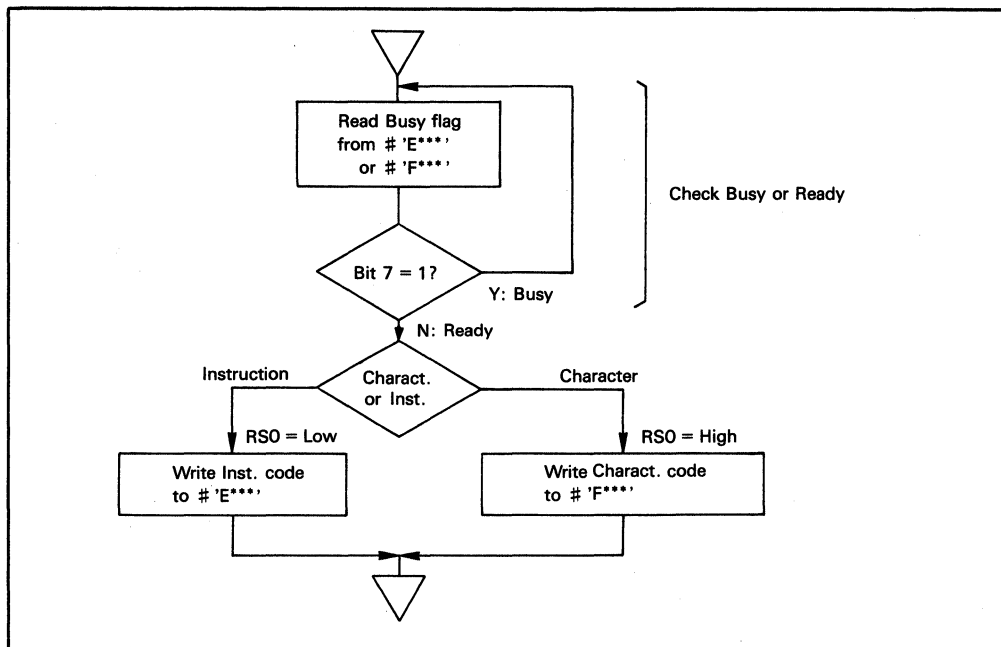 Read Busy flag
from # 'E***'
or # 'F***'
Check Busy or Ready
Bit 7 = 1?
Y: Busy
N: Ready
Instruction
Charact.
or Inst.
Character
RS0 = Low
RS0 = High
Write Inst. code
to # 'E***'
Write Charact. code
to # 'F***'